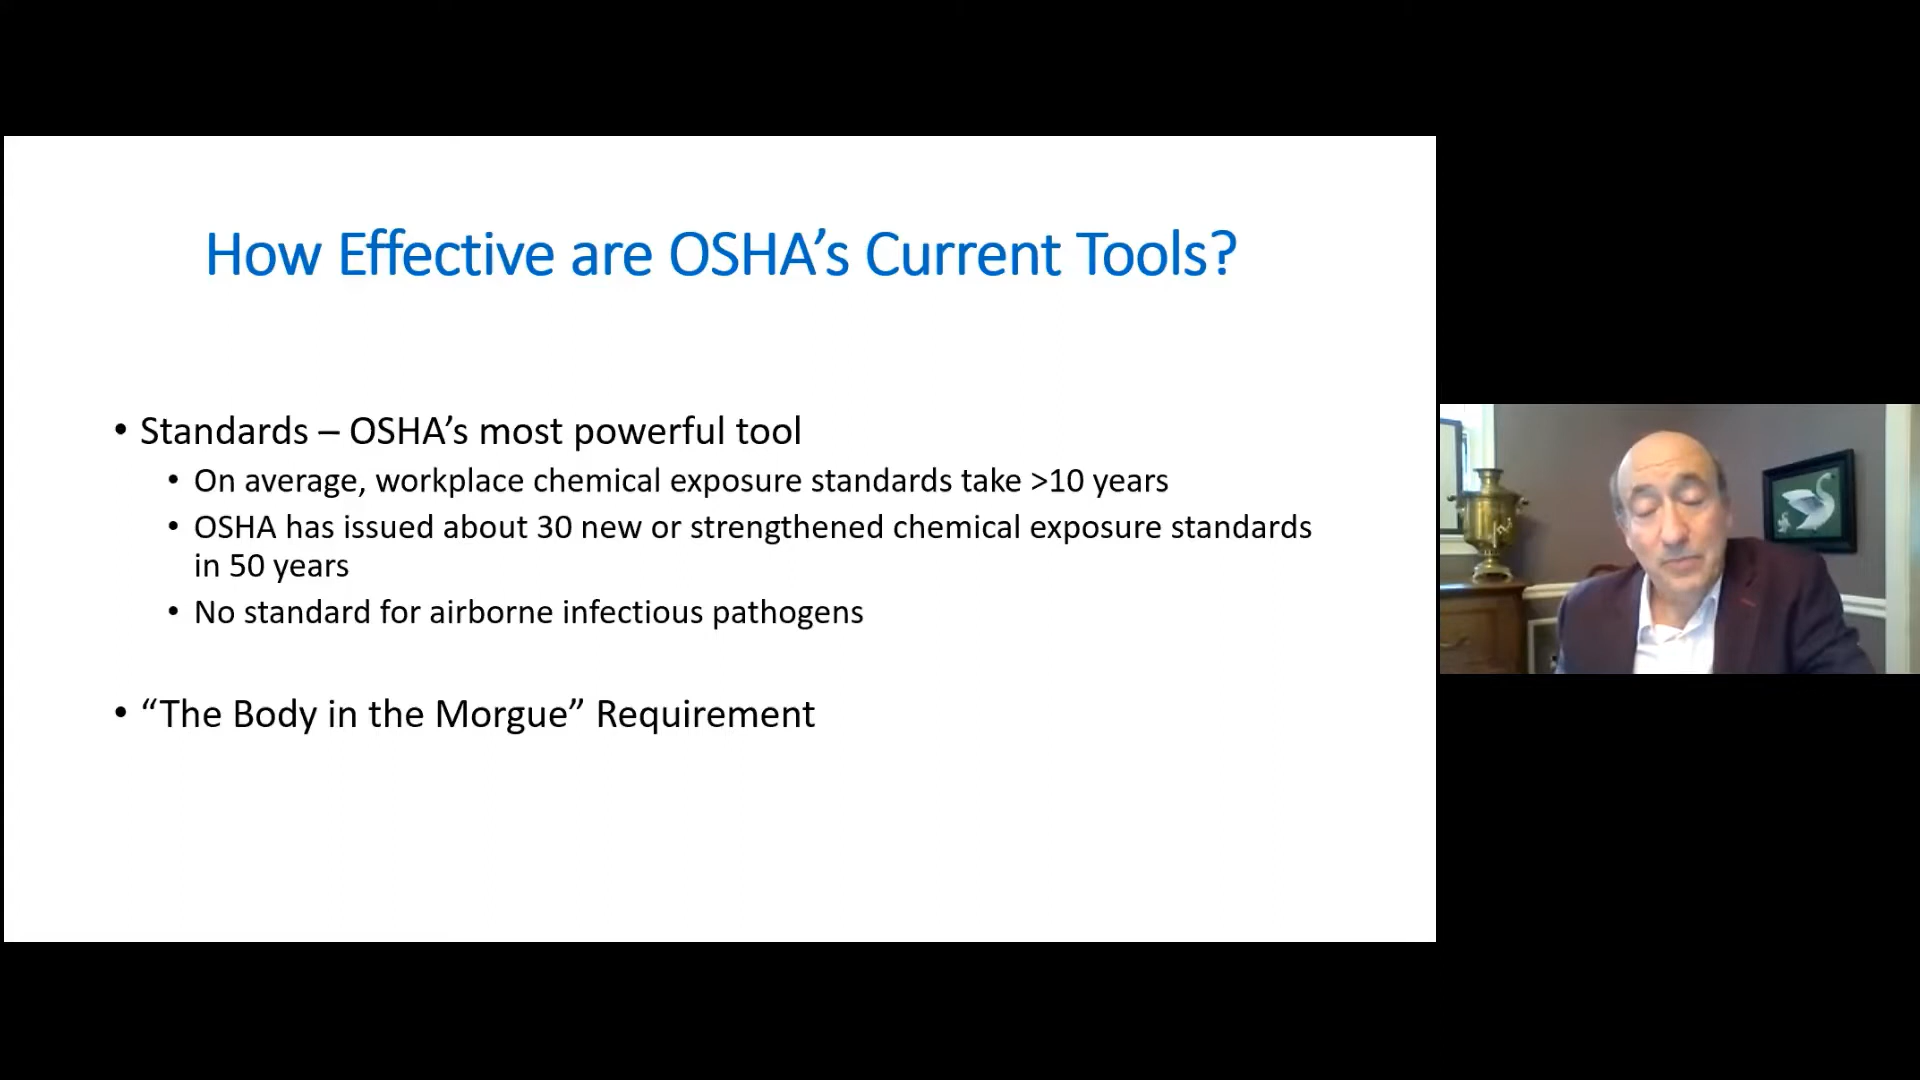 How Effective are OSHA’s Current Tools?
• Standards – OSHA’s most powerful tool
• On average, workplace chemical exposure standards take >10 years
• OSHA has issued about 30 new or strengthened chemical exposure standards
in 50 years
• No standard for airborne infectious pathogens
• “The Body in the Morgue” Requirement